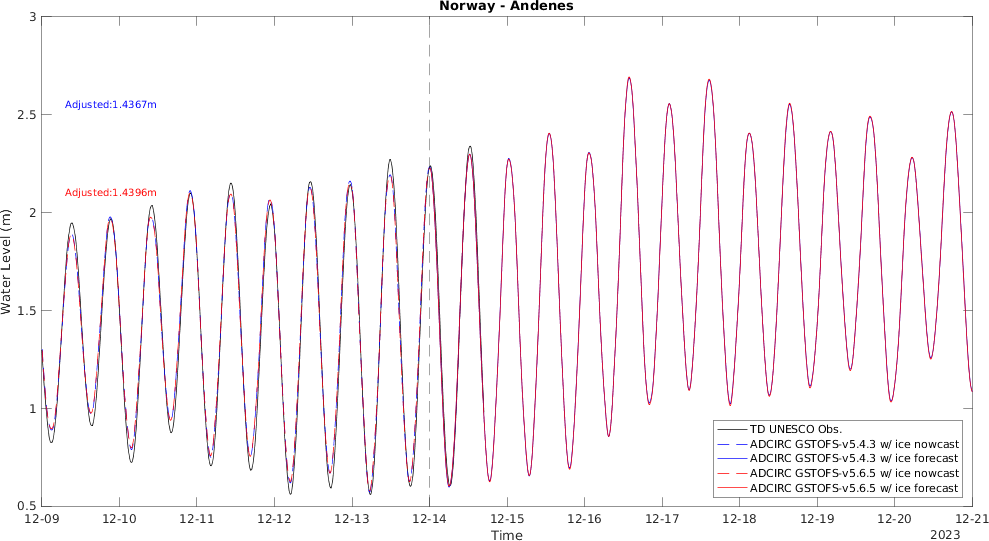 Norway - Andenes
3
2.5
2
1.5
1
0.5
Water Level (m)
Adjusted:1.4367m
Adjusted:1.4396m
TD UNESCO Obs.
ADCIRC GSTOFS-v5.4.3 w/ ice nowcast
ADCIRC GSTOFS-v5.4.3 w/ ice forecast
ADCIRC GSTOFS-v5.6.5 w/ ice nowcast
ADCIRC GSTOFS-v5.6.5 w/ ice forecast
12-09 12-10 12-11 12-12 12-13 12-14 12-15 12-16 12-17 12-18 12-19 12-20 12-21
Time
2023